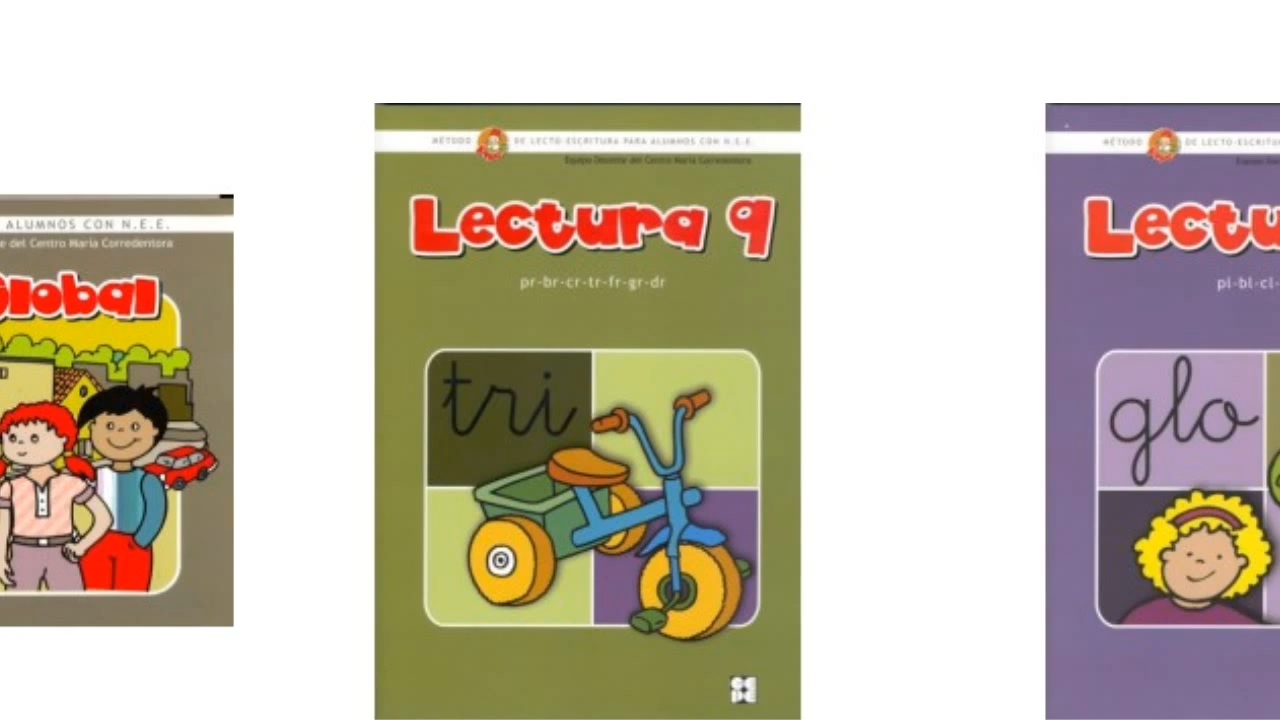 ALUMNOS CON N.E.E.
e del Centro María Corredentora
Global
MÉTODO DE LECTO-ESCRITURA PARA ALUMNOS CON N.E.E.
Equipo Docente del Centro María Corredentora
Lectura 9
pr-br-cr-tr-fr-gr-dr
tri
CEPE
MÉTODO DE LECTO-ESCRITU
Lectu
pl-bl-cl-
glo